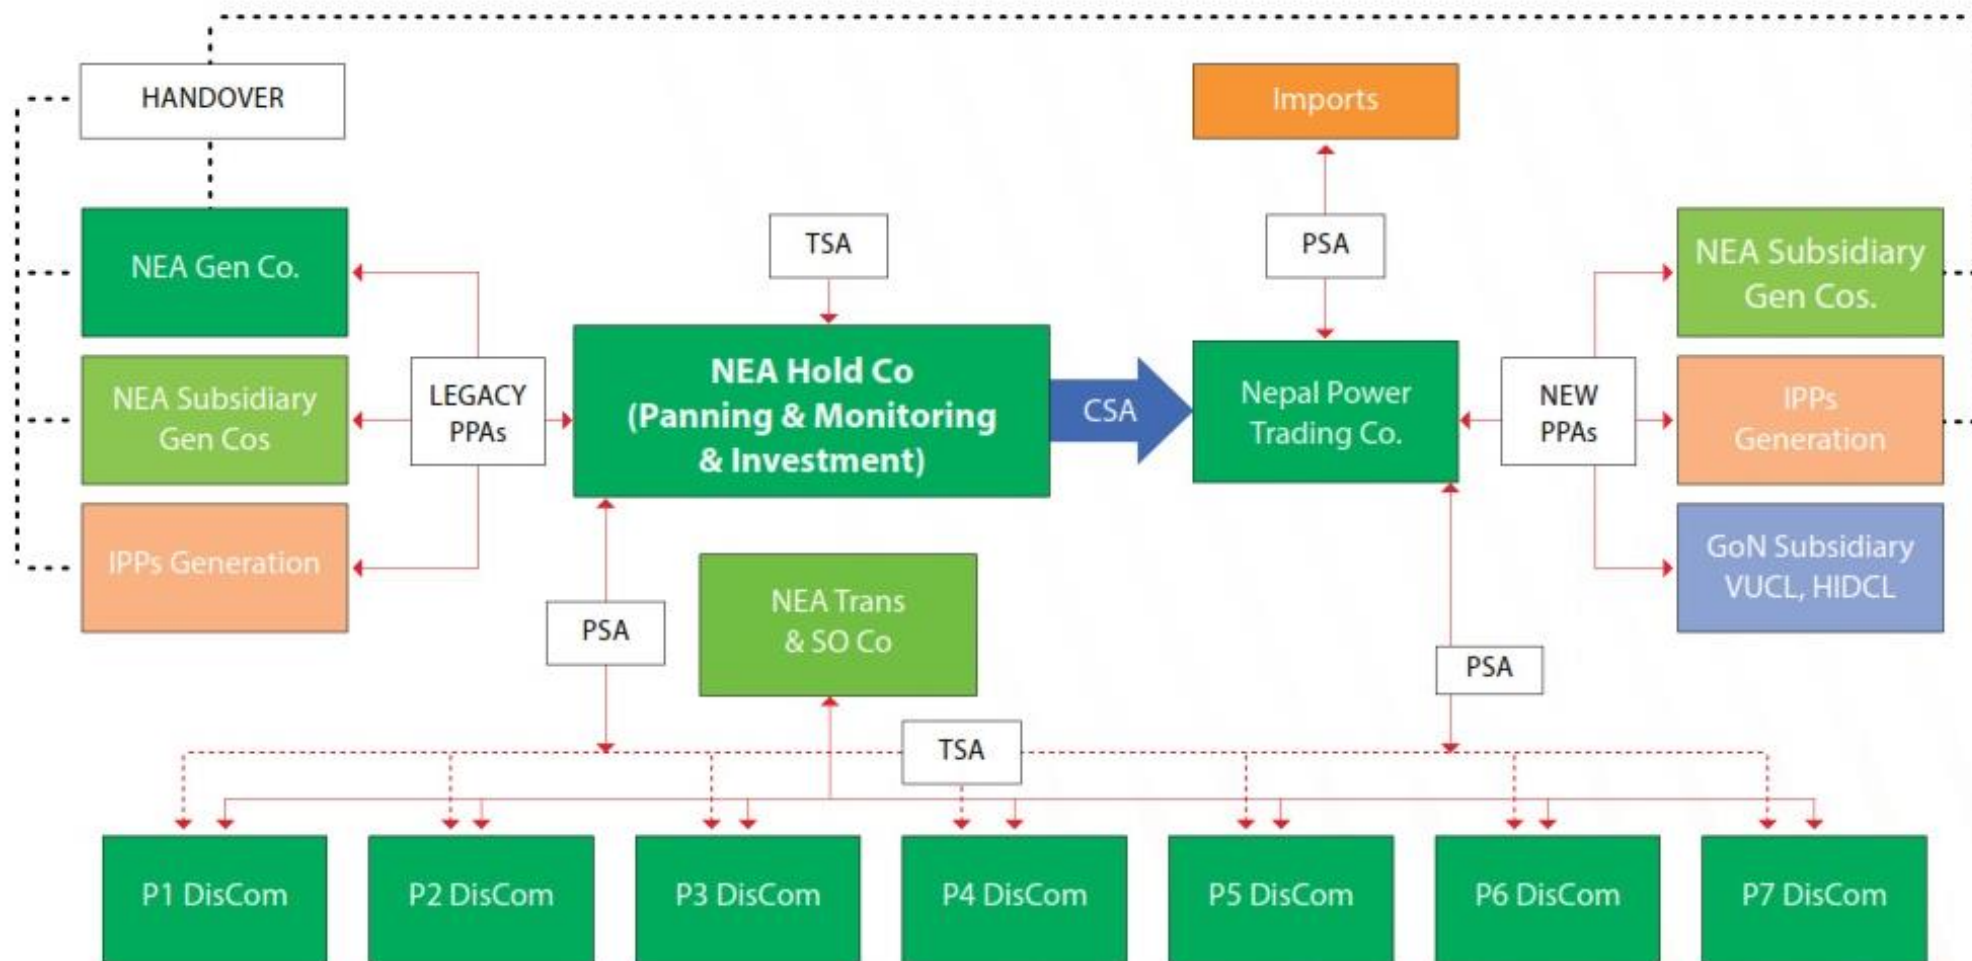 HANDOVER
Imports
NEA Gen Co.
TSA
PSA
NEA Subsidiary
Gen Cos.
NEA Subsidiary
Gen Cos
LEGACY
PPAs
NEA Hold Co
(Panning & Monitoring
& Investment)
CSA
Nepal Power
Trading Co.
NEW
PPAs
IPPs
Generation
IPPs Generation
GoN Subsidiary
VUCL, HIDCL
PSA
NEA Trans
& SO Co
PSA
TSA
P1 DisCom
P2 DisCom
P3 DisCom
P4 DisCom
P5 DisCom
P6 DisCom
P7 DisCom